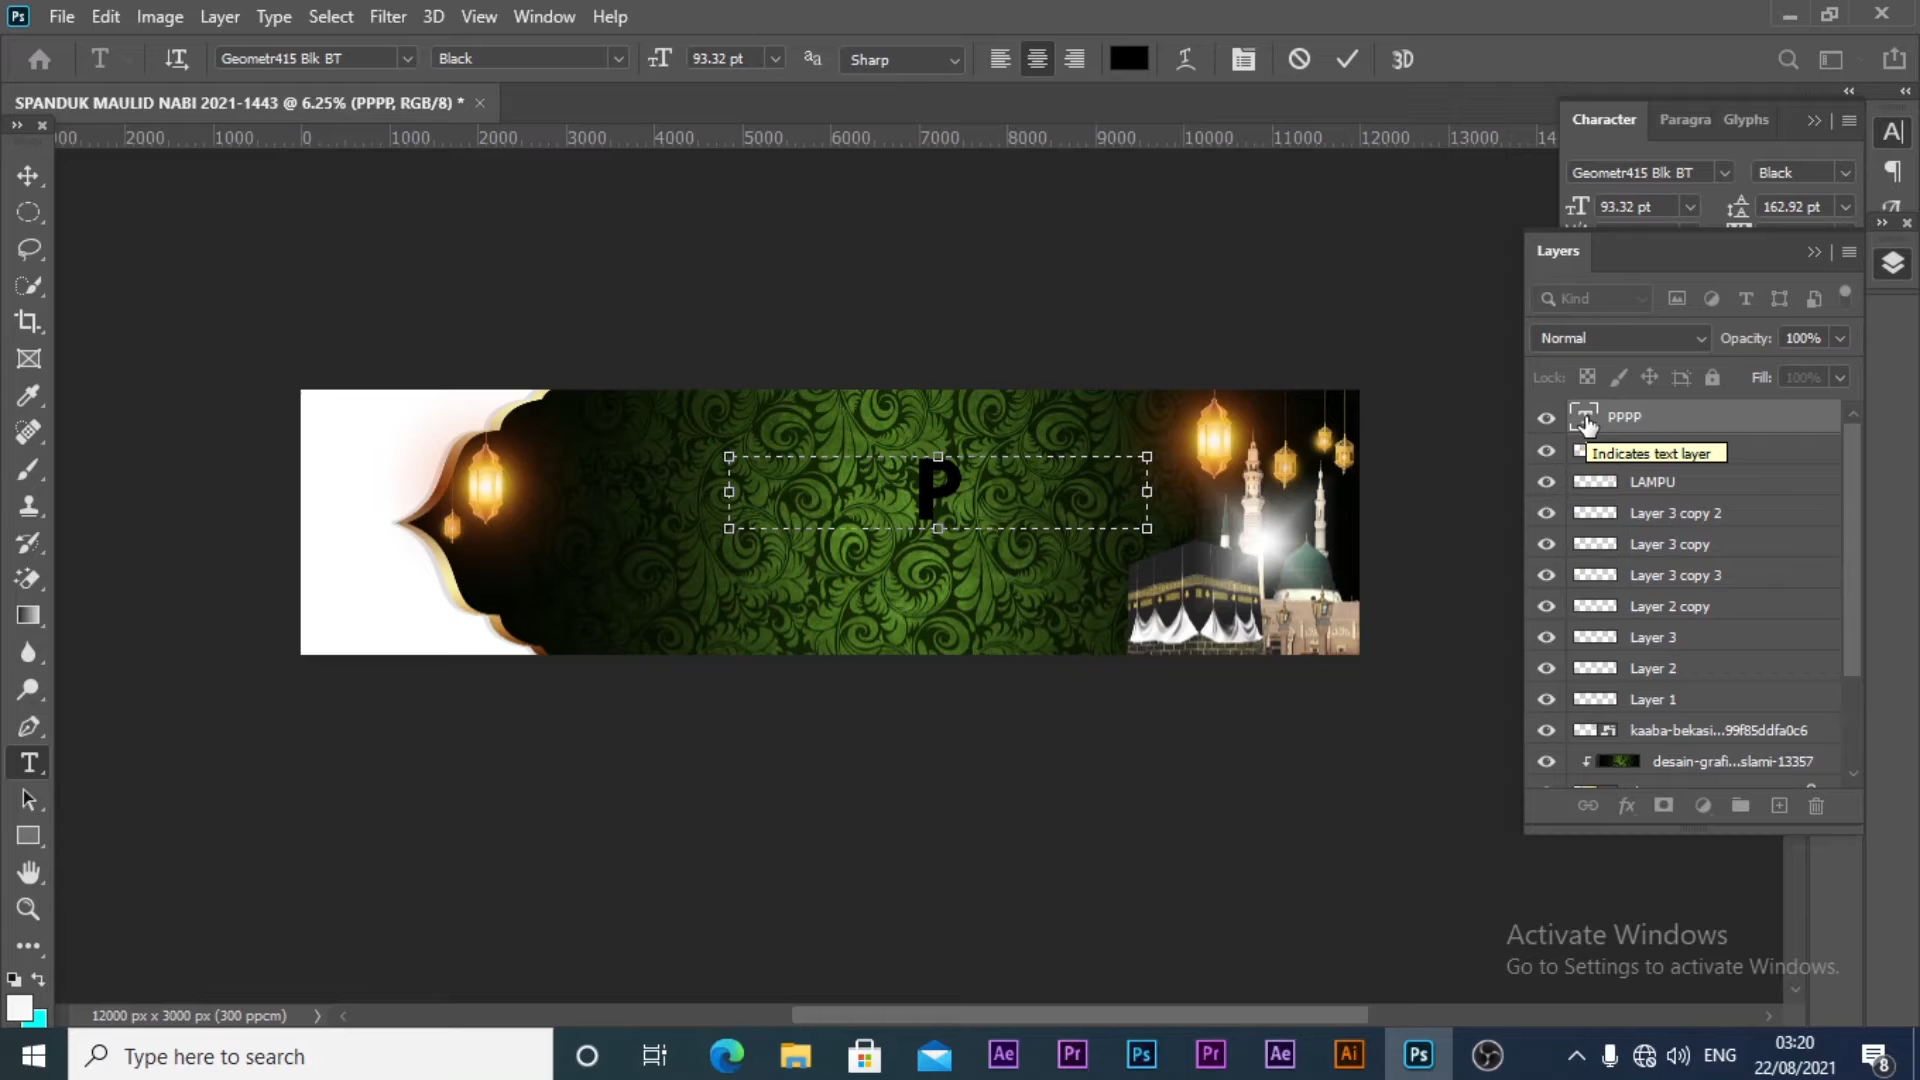 Ps File Edit Image Layer Type Select Filter 3D View Window Help
T Geometr415 Blk BT Black 93.32 pt aa Sharp 3D
SPANDUK MAULID NABI 2021-1443 @ 6.25% (PPPP, RGB/8) *
2000 1000 0 1000 2000 3000 4000 5000 6000 7000 8000 9000 10000 11000 12000 13000 14
Character Paragra Glyphs
Geometr415 Blk BT Black
93.32 pt 162.92 pt
Layers
Kind
Normal Opacity: 100%
Lock: Fill: 100%
PPPP
Indicates text layer
LAMPU
Layer 3 copy 2
Layer 3 copy
Layer 3 copy 3
Layer 2 copy
Layer 3
Layer 2
Layer 1
kaaba-bekasi...99f85ddfa0c6
desain-grafi...slami-13357
fx
P
Activate Windows
Go to Settings to activate Windows.
12000 px x 3000 px (300 ppcm)
Type here to search
Ae Pr Ps Pr Ae Ai Ps
ENG
03:20
22/08/2021
8